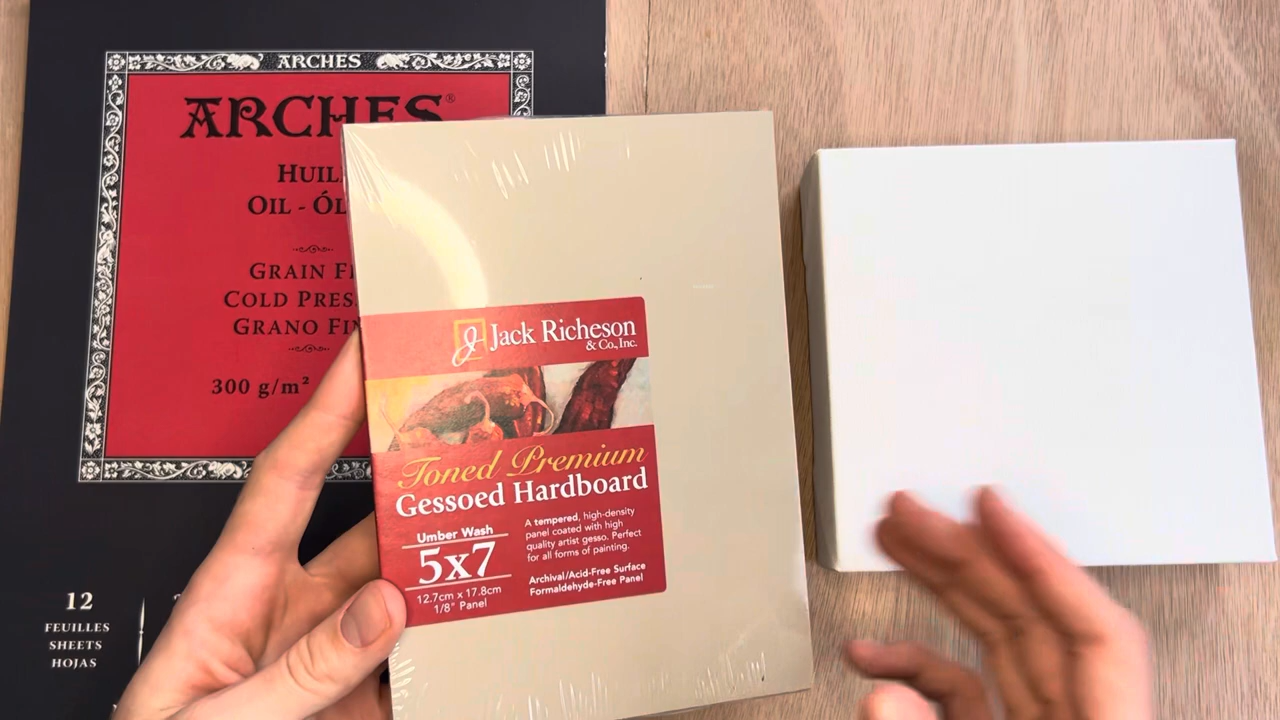 ARCHES
ARCHES®
HUIL
OIL - ÓL
GRAIN FI
COLD PRES
GRANO FIN
300 g/m²
12
FEUILLES
SHEETS
HOJAS
Jack Richeson
& Co., Inc.
Toned Premium
Gessoed Hardboard
Umber Wash
5x7
12.7cm x 17.8cm
1/8" Panel
A tempered, high-density
panel coated with high
quality artist gesso. Perfect
for all forms of painting.
Archival/Acid-Free Surface
Formaldehyde-Free Panel